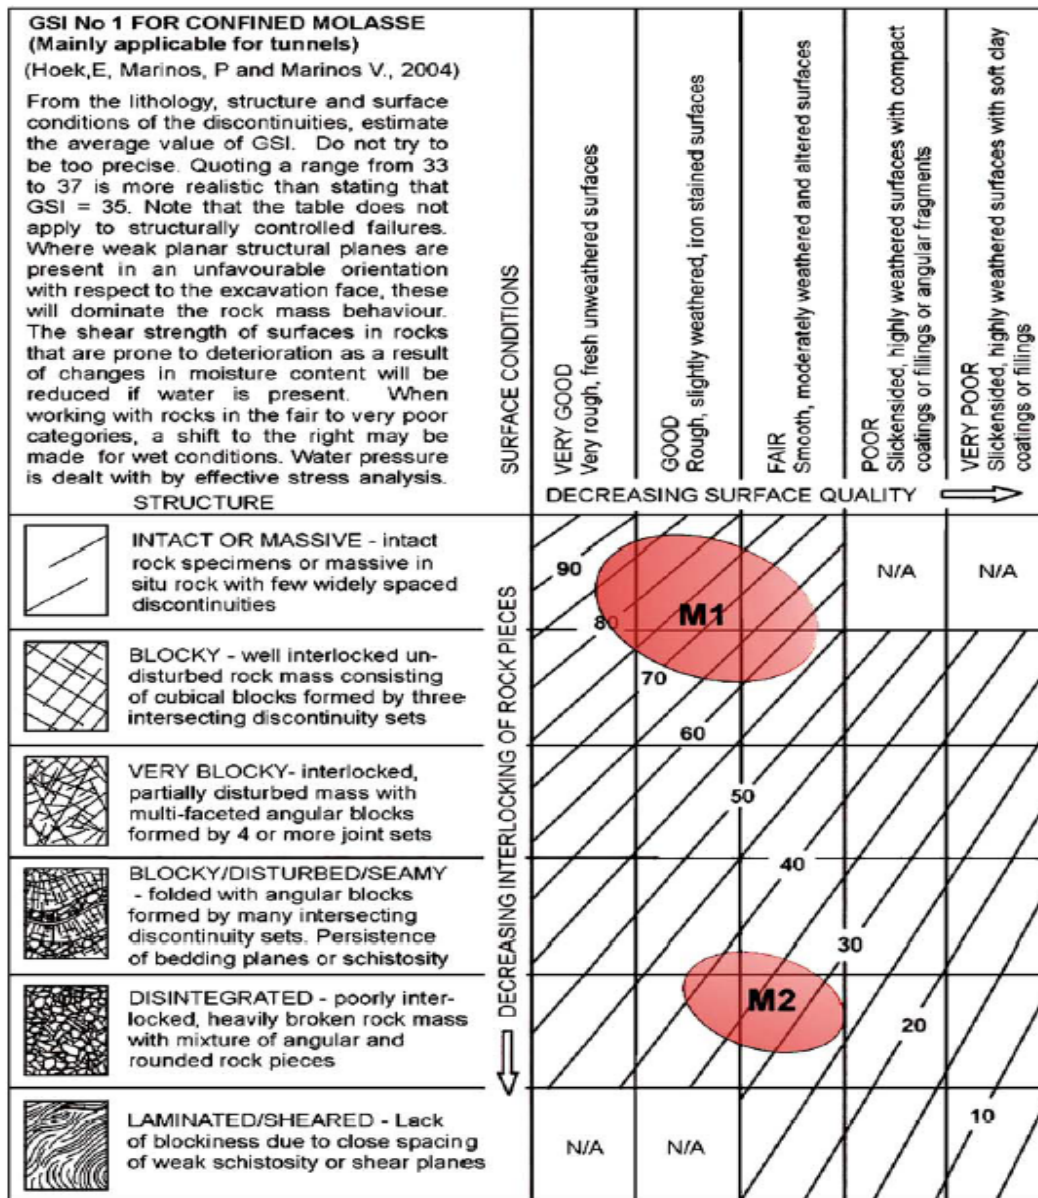 GSI No 1 FOR CONFINED MOLASSE
(Mainly applicable for tunnels)
(Hoek,E, Marinos, P and Marinos V., 2004)
From the lithology, structure and surface
conditions of the discontinuities, estimate
the average value of GSI. Do not try to
be too precise. Quoting a range from 33
to 37 is more realistic than stating that
GSI = 35. Note that the table does not
apply to structurally controlled failures.
Where weak planar structural planes are
present in an unfavourable orientation
with respect to the excavation face, these
will dominate the rock mass behaviour.
The shear strength of surfaces in rocks
that are prone to deterioration as a result
of changes in moisture content will be
reduced if water is present. When
working with rocks in the fair to very poor
categories, a shift to the right may be
made for wet conditions. Water pressure
is dealt with by effective stress analysis.
STRUCTURE
SURFACE CONDITIONS
VERY GOOD
Very rough, fresh unweathered surfaces
GOOD
Rough, slightly weathered, iron stained surfaces
FAIR
Smooth, moderately weathered and altered surfaces
POOR
Slickensided, highly weathered surfaces with compact
coatings or fillings or angular fragments
VERY POOR
Slickensided, highly weathered surfaces with soft clay
coatings or fillings
DECREASING SURFACE QUALITY
DECREASING INTERLOCKING OF ROCK PIECES
INTACT OR MASSIVE - intact
rock specimens or massive in
situ rock with few widely spaced
discontinuities
BLOCKY - well interlocked un-
disturbed rock mass consisting
of cubical blocks formed by three
intersecting discontinuity sets
VERY BLOCKY- interlocked,
partially disturbed mass with
multi-faceted angular blocks
formed by 4 or more joint sets
BLOCKY/DISTURBED/SEAMY
- folded with angular blocks
formed by many intersecting
discontinuity sets. Persistence
of bedding planes or schistosity
DISINTEGRATED - poorly inter-
locked, heavily broken rock mass
with mixture of angular and
rounded rock pieces
LAMINATED/SHEARED - Lack
of blockiness due to close spacing
of weak schistosity or shear planes
90
N/A
N/A
M1
80
70
60
50
40
30
M2
20
10
N/A
N/A